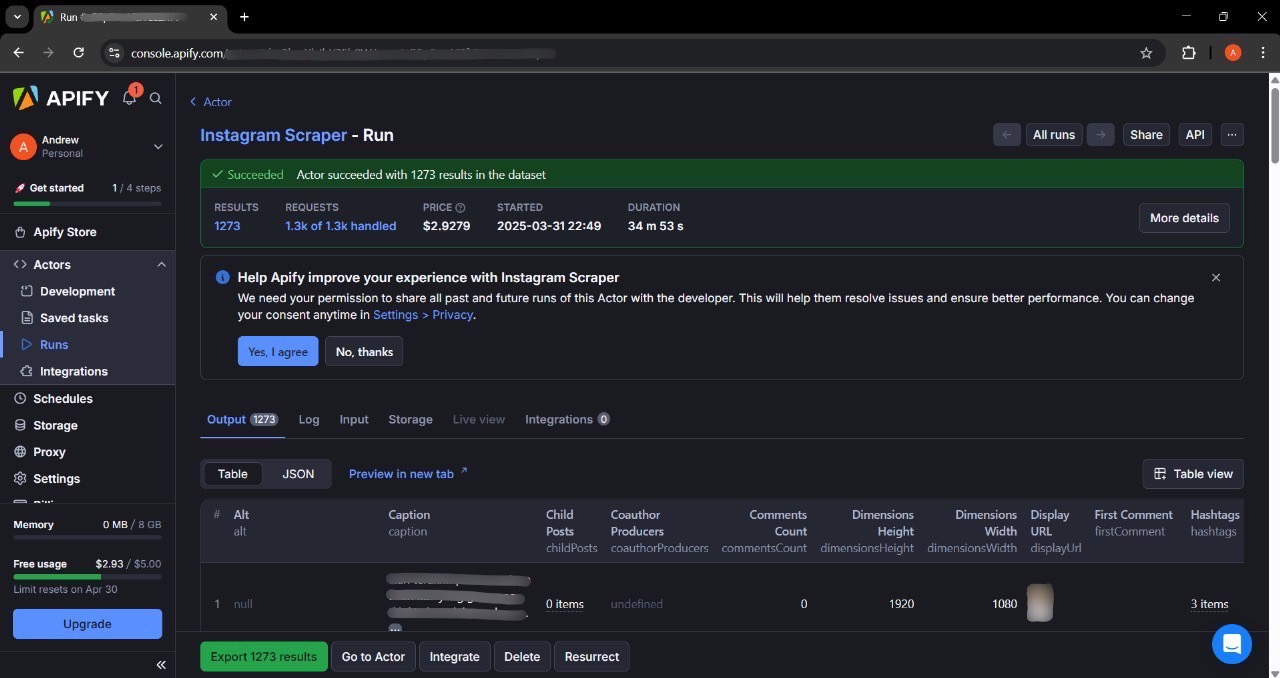 Run
console.apify.com/
APIFY
1
A
Andrew
Personal
Get started 1 / 4 steps
Apify Store
Actors
Development
Saved tasks
Runs
Integrations
Schedules
Storage
Proxy
Settings
Memory 0 MB / 8 GB
Free usage $2.93 / $5.00
Limit resets on Apr 30
Upgrade
A
Actor
Instagram Scraper - Run
All runs Share API ...
Succeeded Actor succeeded with 1273 results in the dataset
RESULTS REQUESTS PRICE STARTED DURATION
1273 1.3k of 1.3k handled $2.9279 2025-03-31 22:49 34 m 53 s
More details
Help Apify improve your experience with Instagram Scraper
We need your permission to share all past and future runs of this Actor with the developer. This will help them resolve issues and ensure better performance. You can change
your consent anytime in Settings > Privacy.
Yes, I agree No, thanks
Output 1273 Log Input Storage Live view Integrations 0
Table JSON Preview in new tab Table view
# Alt Caption Child Coauthor Comments Dimensions Dimensions Display First Comment Hashtags
Posts Producers Count Height Width URL
alt caption childPosts coauthorProducers commentsCount dimensionsHeight dimensionsWidth displayUrl firstComment hashtags
1 null 0 items undefined 0 1920 1080 3 items
...
Export 1273 results Go to Actor Integrate Delete Resurrect